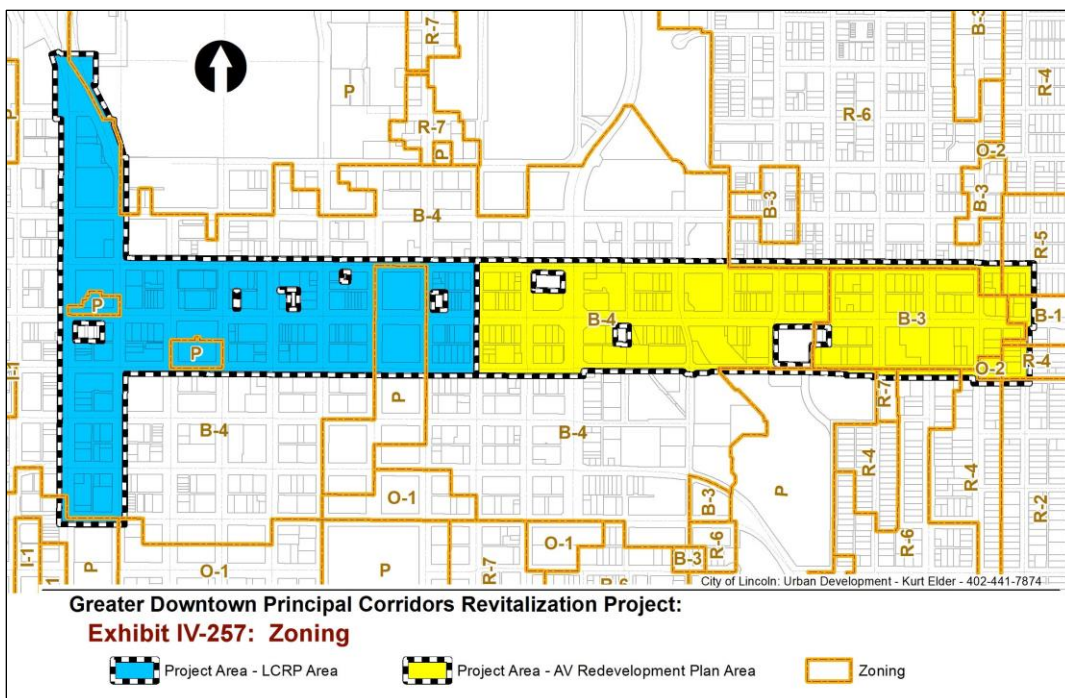 B-3
R-7
R-4
P
P
R-6
R-7
O-2
P
B-3
B-3
B-4
R-5
P
B-4
B-3
B-1
P
O-2
R-4
R-7
P
B-4
B-4
R-4
R-4
P
O-1
B-3
R-2
I-1
P
O-1
P
R-7
O-1
B-3
R-6
R-6
City of Lincoln: Urban Development - Kurt Elder - 402-441-7874
Greater Downtown Principal Corridors Revitalization Project:
Exhibit IV-257: Zoning
Project Area - LCRP Area
Project Area - AV Redevelopment Plan Area
Zoning